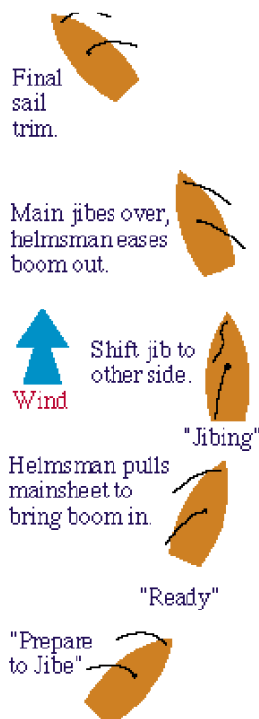 Final
sail
trim.
Main jibes over,
helmsman eases
boom out.
Shift jib to
other side.
Wind
"Jibing"
Helmsman pulls
mainsheet to
bring boom in.
"Ready"
"Prepare
to Jibe"